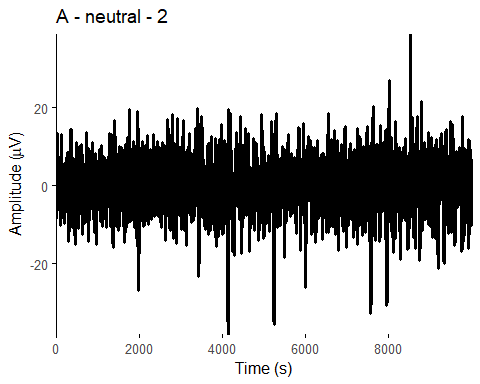 A - neutral - 2
Amplitude (µV)
20
0
-20
0 2000 4000 6000 8000
Time (s)